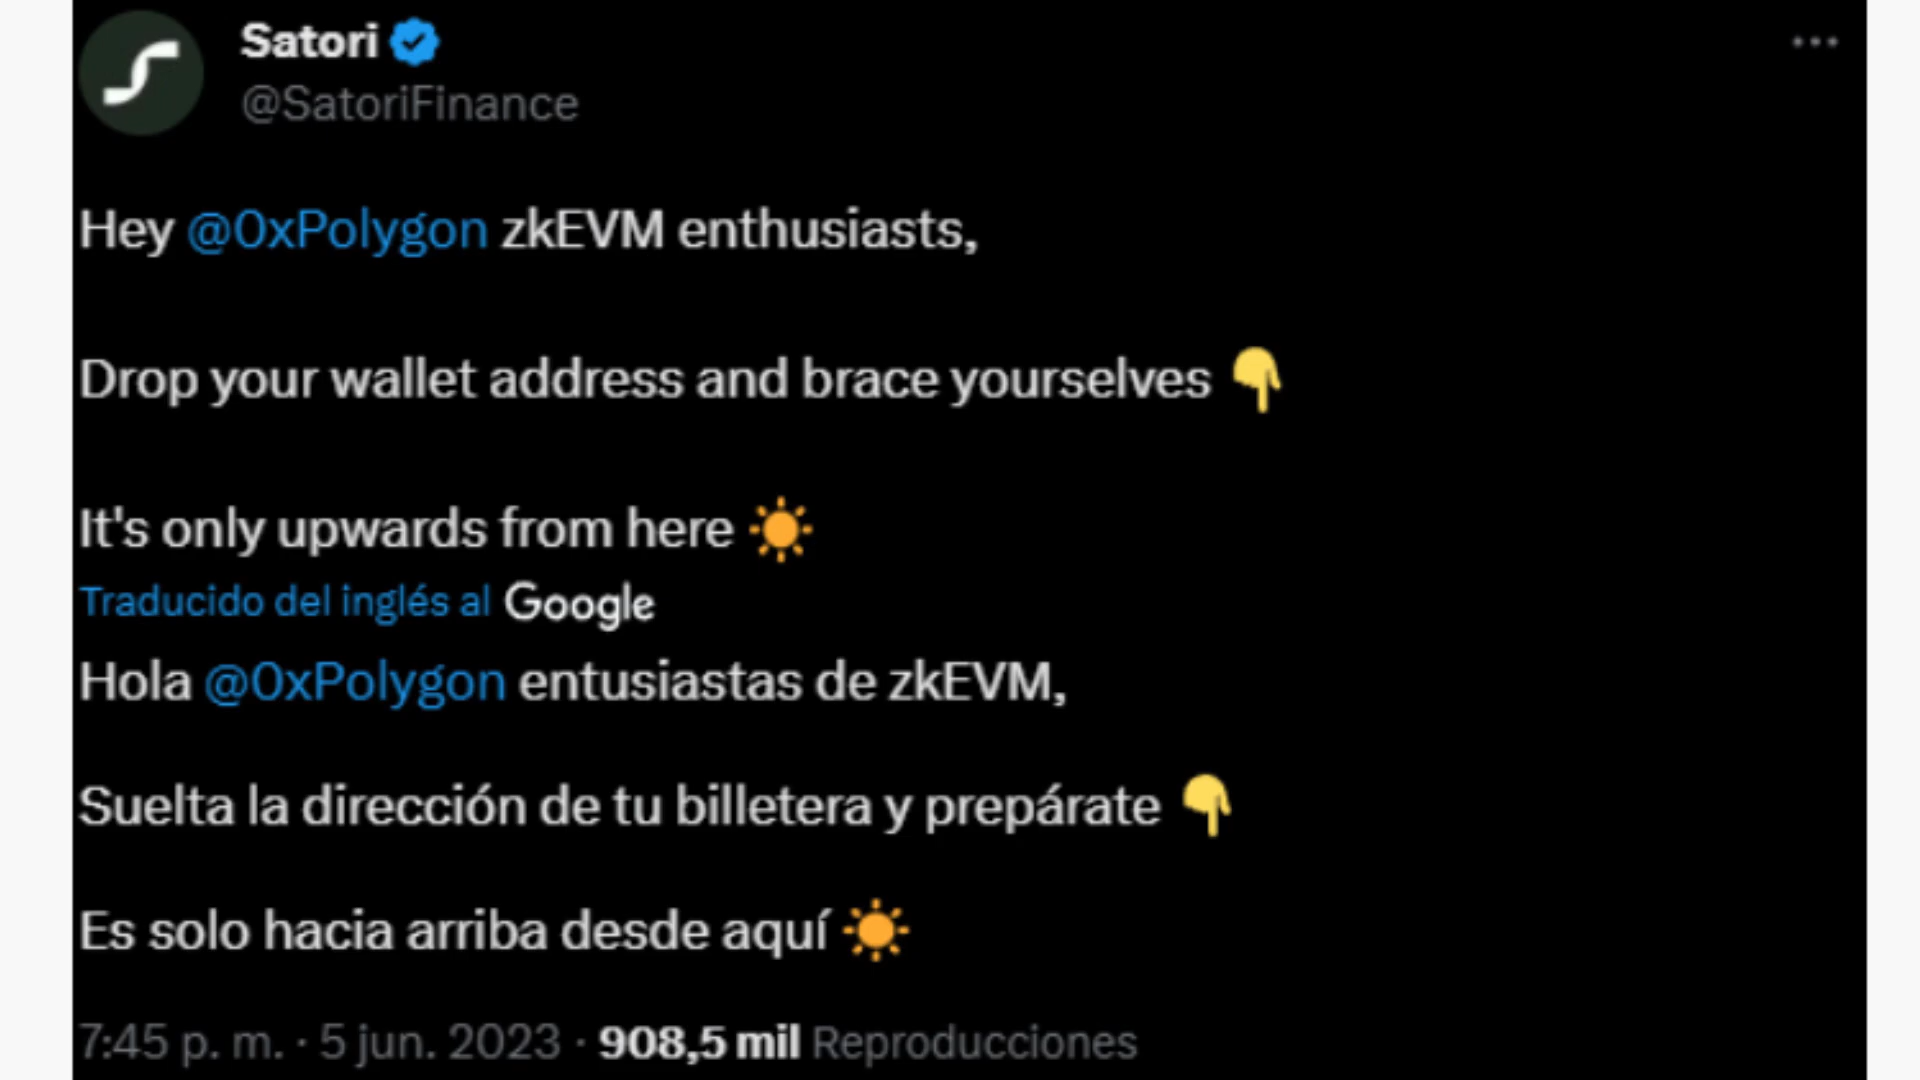 Satori
@SatoriFinance
Hey @0xPolygon zkEVM enthusiasts,
Drop your wallet address and brace yourselves 👇
It's only upwards from here ☀️
Traducido del inglés al Google
Hola @0xPolygon entusiastas de zkEVM,
Suelta la dirección de tu billetera y prepárate 👇
Es solo hacia arriba desde aquí ☀️
7:45 p. m. · 5 jun. 2023 · 908,5 mil Reproducciones